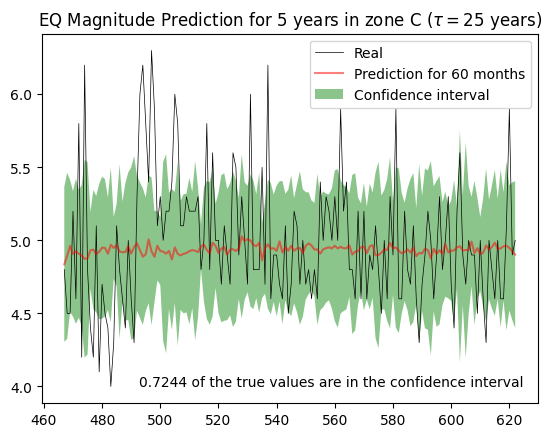 EQ Magnitude Prediction for 5 years in zone C (τ = 25 years)
Real
Prediction for 60 months
Confidence interval
6.0
5.5
5.0
4.5
4.0
0.7244 of the true values are in the confidence interval
460 480 500 520 540 560 580 600 620